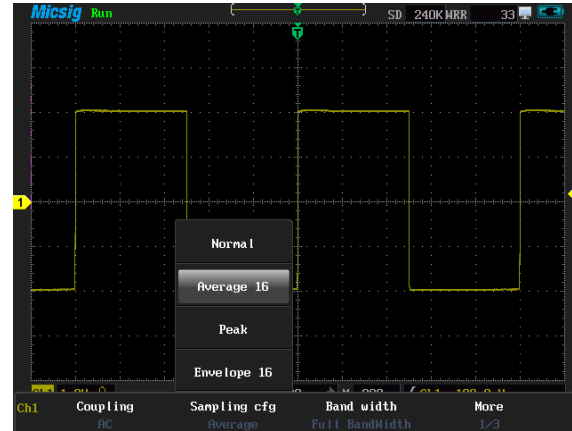 Micsig Run SD 240K WRR 33
T
1
Normal
Average 16
Peak
Envelope 16
Ch1 Coupling Sampling cfg Band width More
AC Average Full BandWidth 1/3